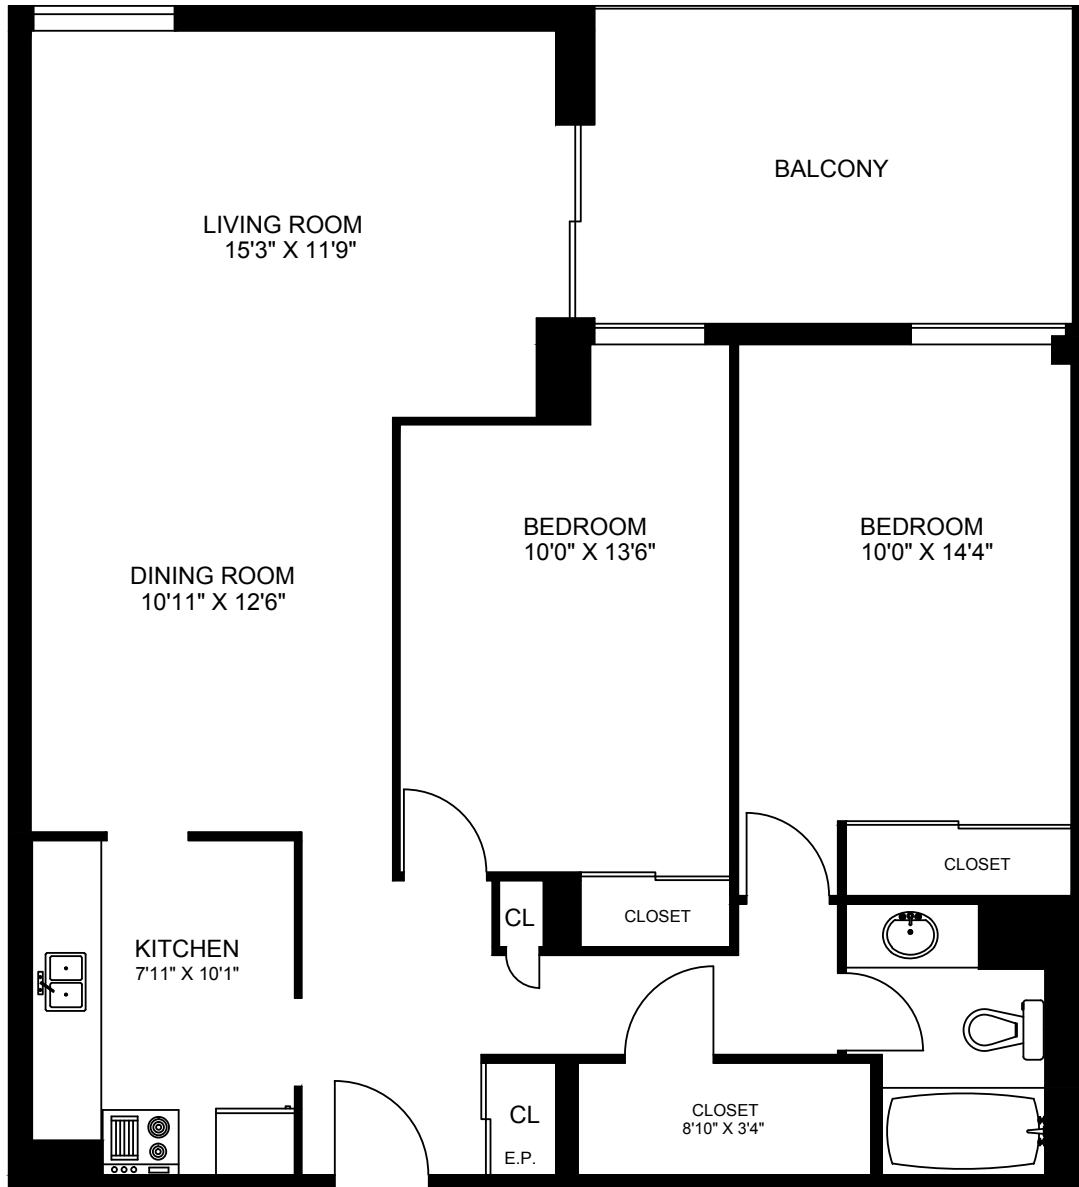 BALCONY
LIVING ROOM
15'3" X 11'9"
BEDROOM
10'0" X 13'6"
BEDROOM
10'0" X 14'4"
DINING ROOM
10'11" X 12'6"
CLOSET
CL
CLOSET
KITCHEN
7'11" X 10'1"
CL
E.P.
CLOSET
8'10" X 3'4"